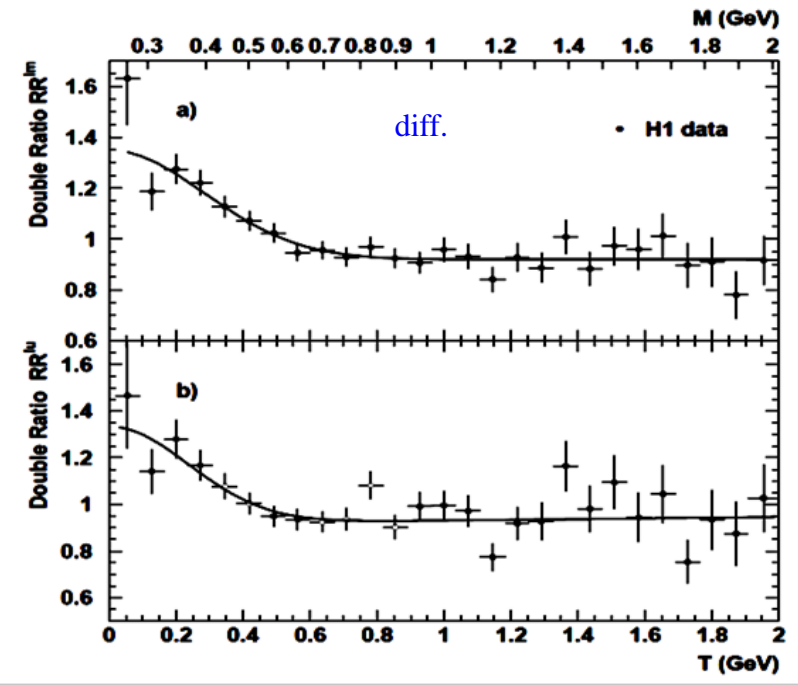 M (GeV)
0.3 0.4 0.5 0.6 0.7 0.8 0.9 1 1.2 1.4 1.6 1.8 2
Double Ratio RR^lm
1.6
1.4
1.2
1
0.8
0.6
a)
diff.
H1 data
Double Ratio RR^lu
1.6
1.4
1.2
1
0.8
0.6
b)
0 0.2 0.4 0.6 0.8 1 1.2 1.4 1.6 1.8 2
T (GeV)